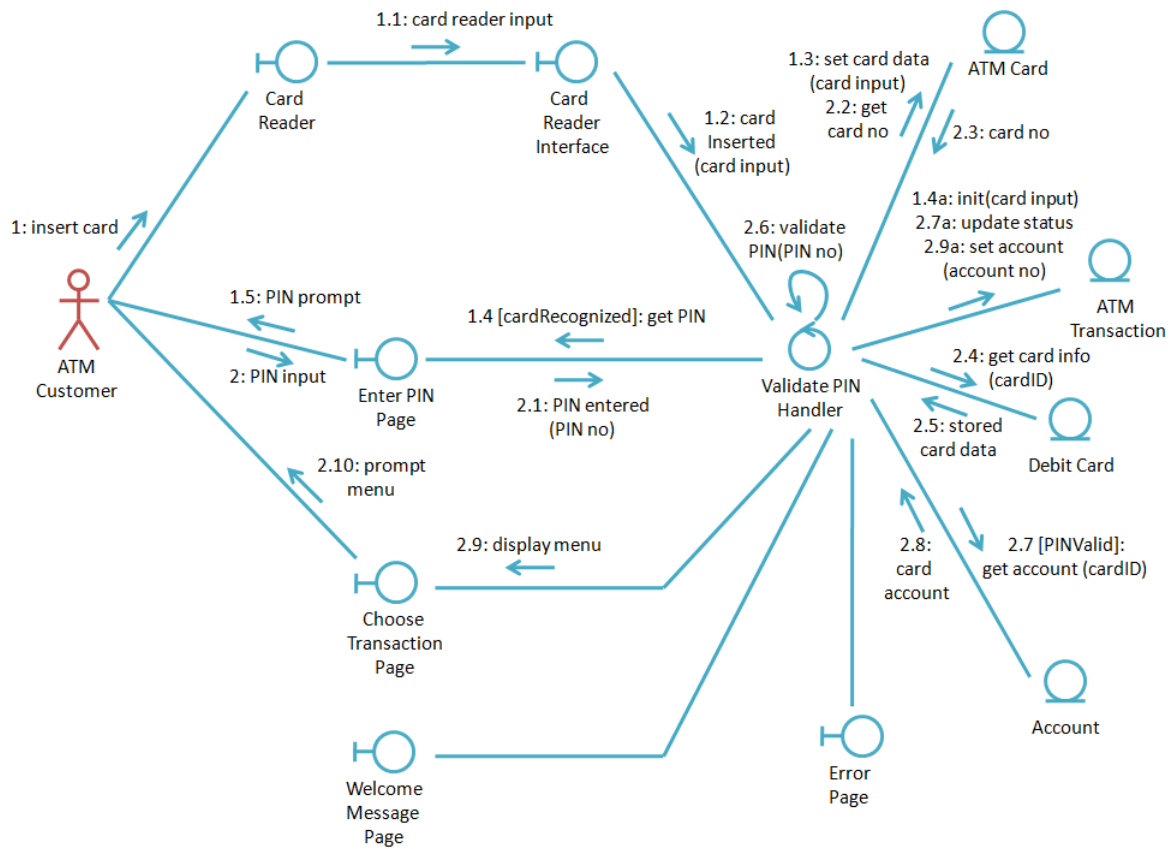 1.1: card reader input
Card
Reader
Card
Reader
Interface
1.2: card
Inserted
(card input)
1.3: set card data
(card input)
2.2: get
card no
ATM Card
2.3: card no
1: insert card
ATM
Customer
1.5: PIN prompt
2: PIN input
Enter PIN
Page
1.4 [cardRecognized]: get PIN
2.1: PIN entered
(PIN no)
2.6: validate
PIN(PIN no)
Validate PIN
Handler
1.4a: init(card input)
2.7a: update status
2.9a: set account
(account no)
ATM
Transaction
2.4: get card info
(cardID)
2.5: stored
card data
Debit Card
2.10: prompt
menu
2.9: display menu
Choose
Transaction
Page
2.8:
card
account
2.7 [PINValid]:
get account (cardID)
Account
Welcome
Message
Page
Error
Page